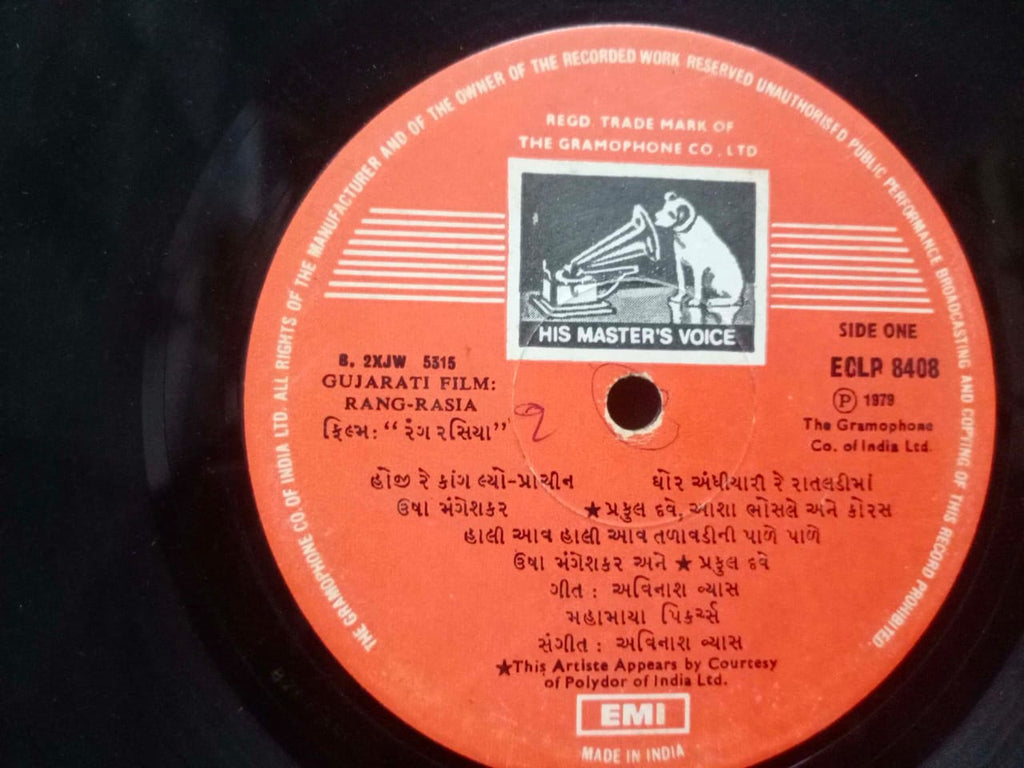 THE GRAMOPHONE CO. OF INDIA LTD. ALL RIGHTS OF THE MANUFACTURER AND OF THE OWNER OF THE RECORDED WORK RESERVED UNAUTHORISED PUBLIC PERFORMANCE BROADCASTING AND COPYING OF THIS RECORD PROHIBITED.
REGD. TRADE MARK OF
THE GRAMOPHONE CO. LTD
HIS MASTER'S VOICE
SIDE ONE
B. 2XJW 5315
ECLP 8408
GUJARATI FILM:
RANG-RASIA
Ⓟ 1979
ફિલ્મ: “રંગ રસિયા”
૧
The Gramophone
Co. of India Ltd.
હોજી રે કાંગ લ્યો-પ્રાચીન
ઘોર અંધીયારી રે રાતલડીમાં
ઉષા મંગેશકર
★પ્રફુલ દવે, આશા ભોસલે અને કોરસ
હાલી આવ હાલી આવ તળાવડીની પાળે પાળે
ઉષા મંગેશકર અને ★ પ્રફુલ દવે
ગીત : અવિનાશ વ્યાસ
મહામાયા પિકચર્સ
સંગીત : અવિનાશ વ્યાસ
★This Artiste Appears by Courtesy
of Polydor of India Ltd.
EMI
MADE IN INDIA